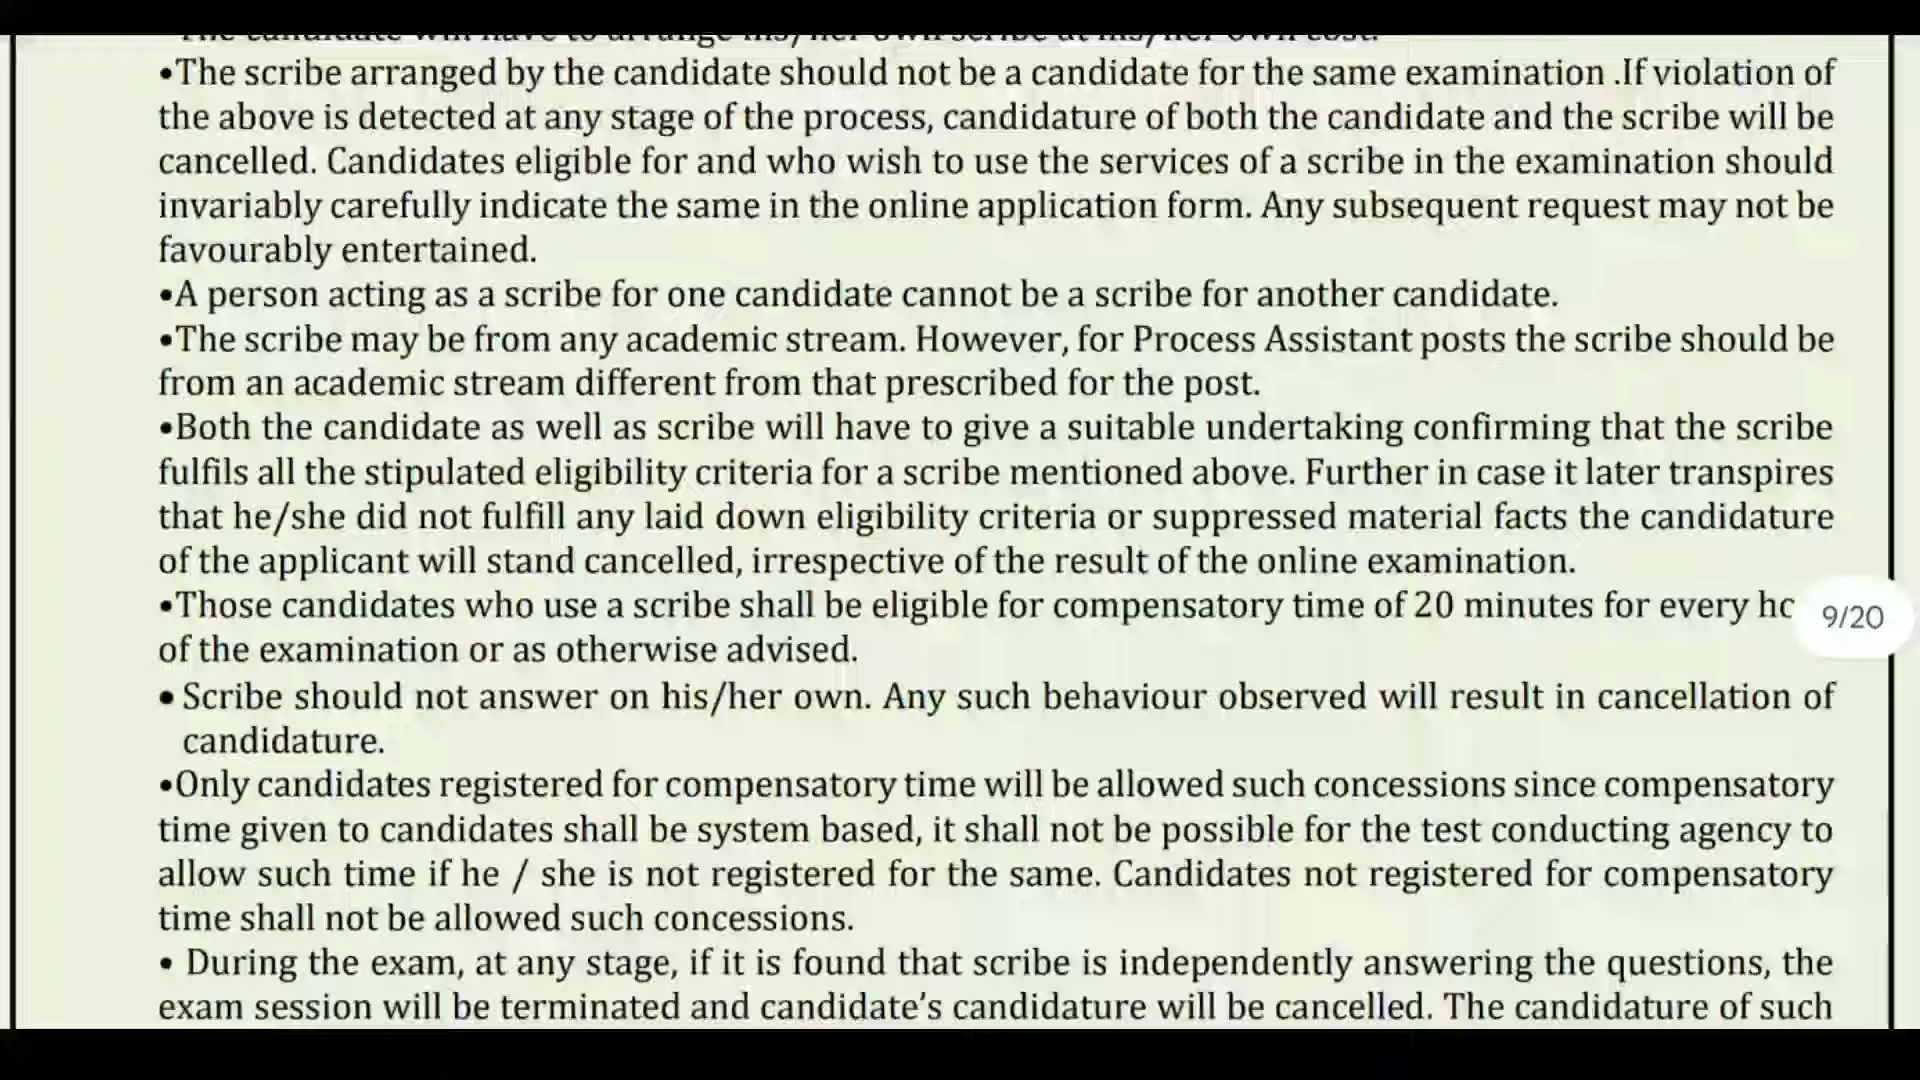 The candidate will have to arrange his/her own scribe at his/her own cost.
•The scribe arranged by the candidate should not be a candidate for the same examination .If violation of
the above is detected at any stage of the process, candidature of both the candidate and the scribe will be
cancelled. Candidates eligible for and who wish to use the services of a scribe in the examination should
invariably carefully indicate the same in the online application form. Any subsequent request may not be
favourably entertained.
•A person acting as a scribe for one candidate cannot be a scribe for another candidate.
•The scribe may be from any academic stream. However, for Process Assistant posts the scribe should be
from an academic stream different from that prescribed for the post.
•Both the candidate as well as scribe will have to give a suitable undertaking confirming that the scribe
fulfils all the stipulated eligibility criteria for a scribe mentioned above. Further in case it later transpires
that he/she did not fulfill any laid down eligibility criteria or suppressed material facts the candidature
of the applicant will stand cancelled, irrespective of the result of the online examination.
•Those candidates who use a scribe shall be eligible for compensatory time of 20 minutes for every
9/20
of the examination or as otherwise advised.
• Scribe should not answer on his/her own. Any such behaviour observed will result in cancellation of
candidature.
•Only candidates registered for compensatory time will be allowed such concessions since compensatory
time given to candidates shall be system based, it shall not be possible for the test conducting agency to
allow such time if he / she is not registered for the same. Candidates not registered for compensatory
time shall not be allowed such concessions.
• During the exam, at any stage, if it is found that scribe is independently answering the questions, the
exam session will be terminated and candidate's candidature will be cancelled. The candidature of such